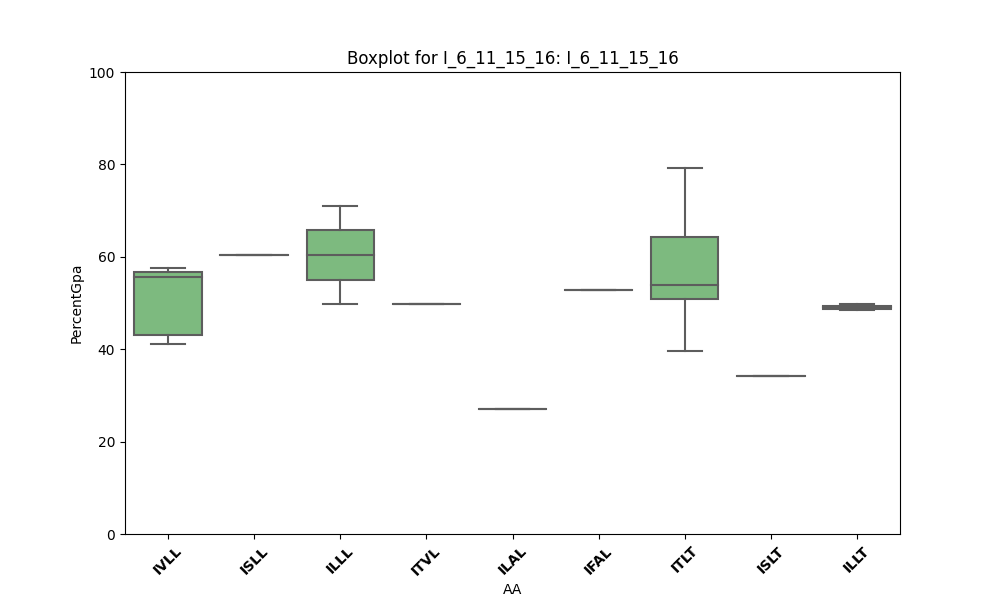 Boxplot for I_6_11_15_16: I_6_11_15_16
100
80
60
40
20
0
PercentGpa
IVLL
ISLL
ILLL
ITVL
ILAL
IFAL
ITLT
ISLT
ILLT
AA